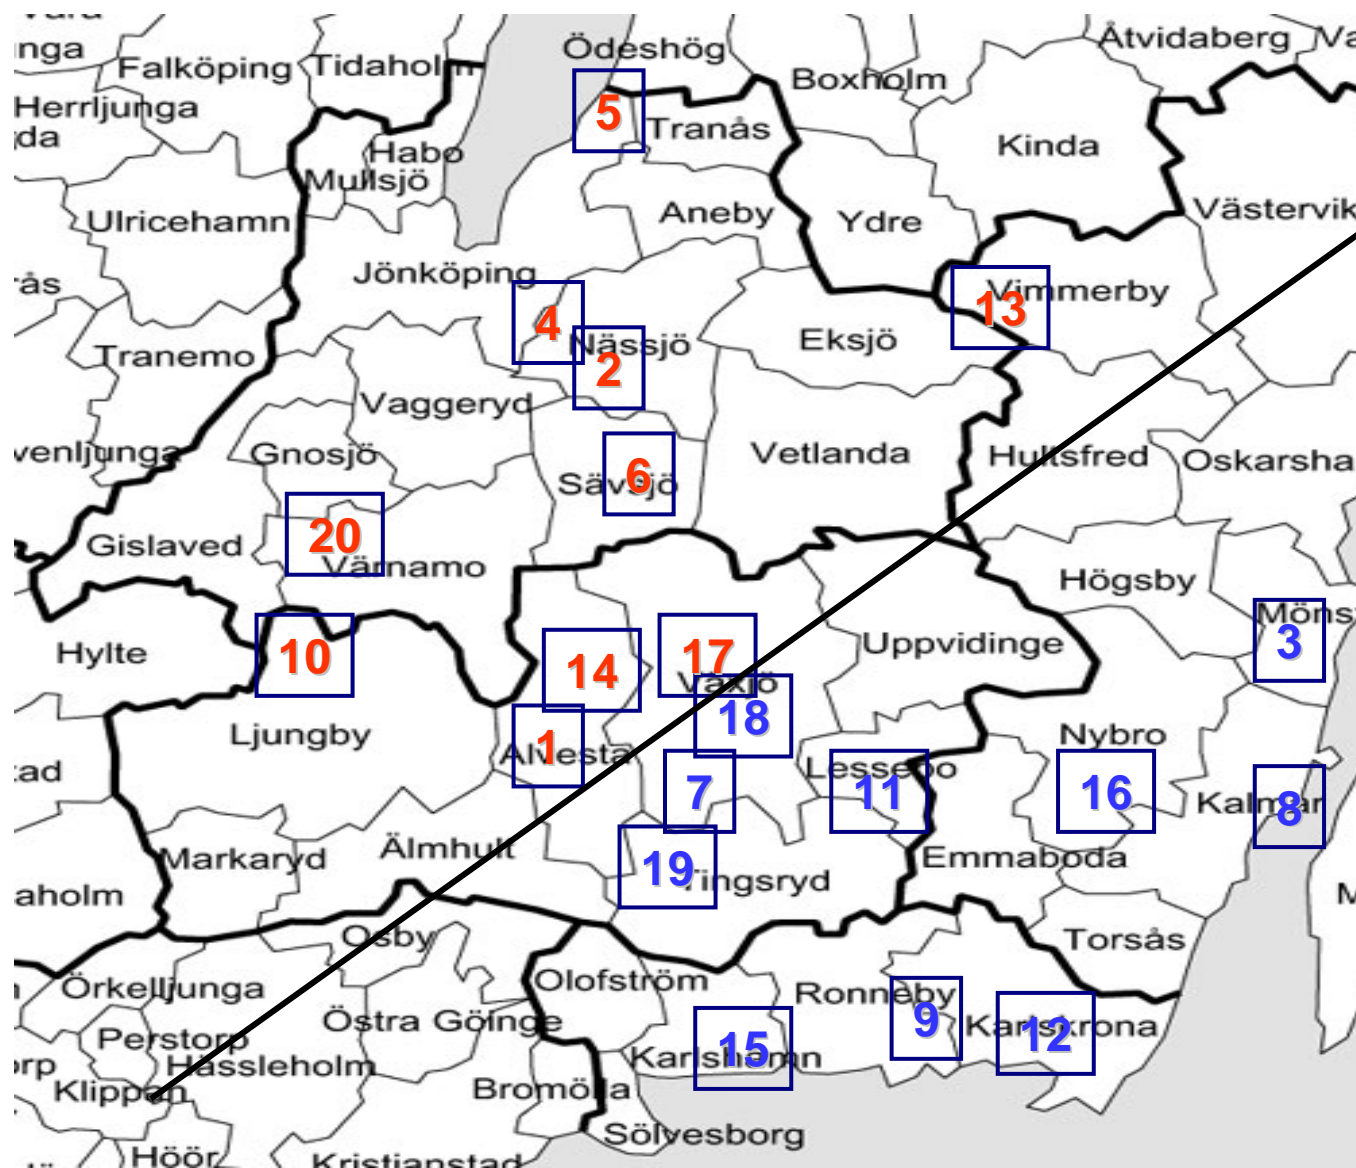 Ödeshög
Åtvidaberg
Falköping
Tidaholm
Boxholm
Herrljunga
5
Tranås
Kinda
Habo
Mullsjö
Ulricehamn
Aneby
Ydre
Västervik
Jönköping
Vimmerby
13
4
Nässjö
2
Eksjö
Tranemo
Vaggeryd
Gnosjö
Vetlanda
Hultsfred
Oskarsha
venljunga
6
Sävsjö
20
Gislaved
Värnamo
Högsby
Möns
3
Hylte
10
14
17
Växjö
Uppvidinge
18
Ljungby
1
Alvesta
Nybro
Lessebo
7
11
16
Kalmar
8
Älmhult
Markaryd
Emmaboda
19
Tingsryd
aholm
Osby
Torsås
Örkelljunga
Olofström
Ronneby
9
Östra Göinge
Karlskrona
12
Perstorp
15
Karlshamn
Hässleholm
Klippan
Bromölla
Sölvesborg
Höör
Kristianstad